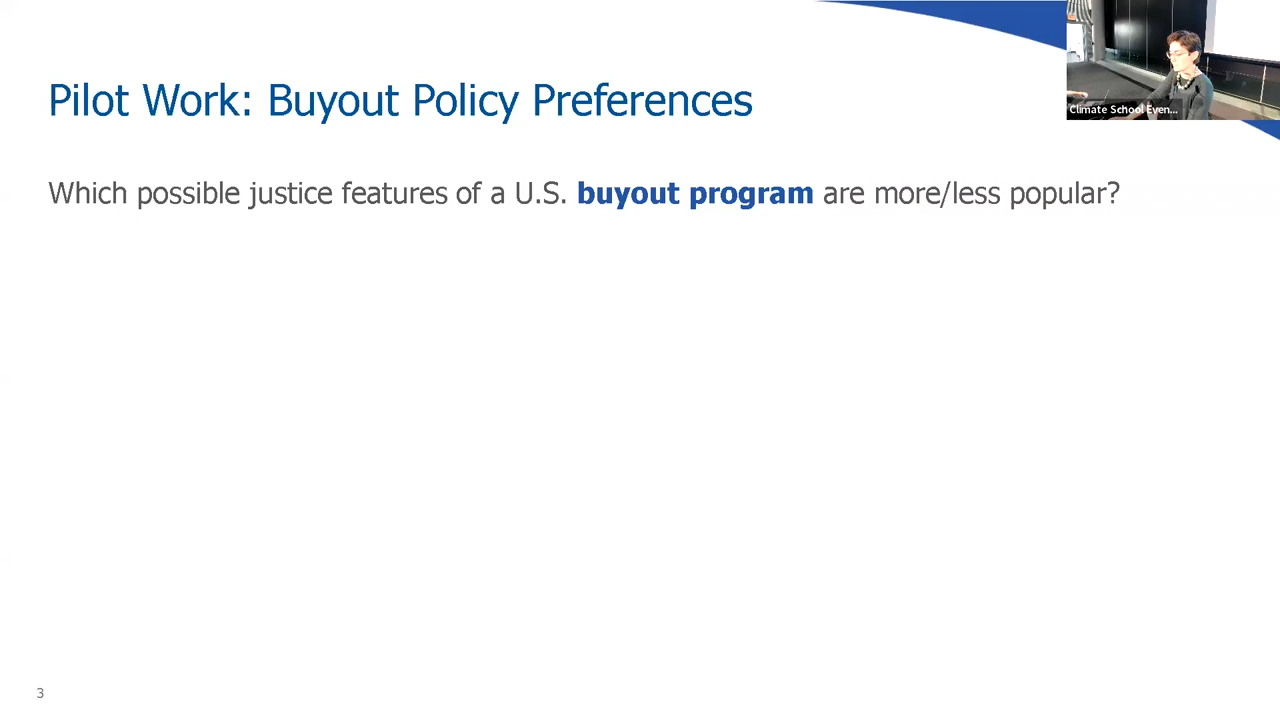 Pilot Work: Buyout Policy Preferences
Climate School Even...
Which possible justice features of a U.S. buyout program are more/less popular?
3